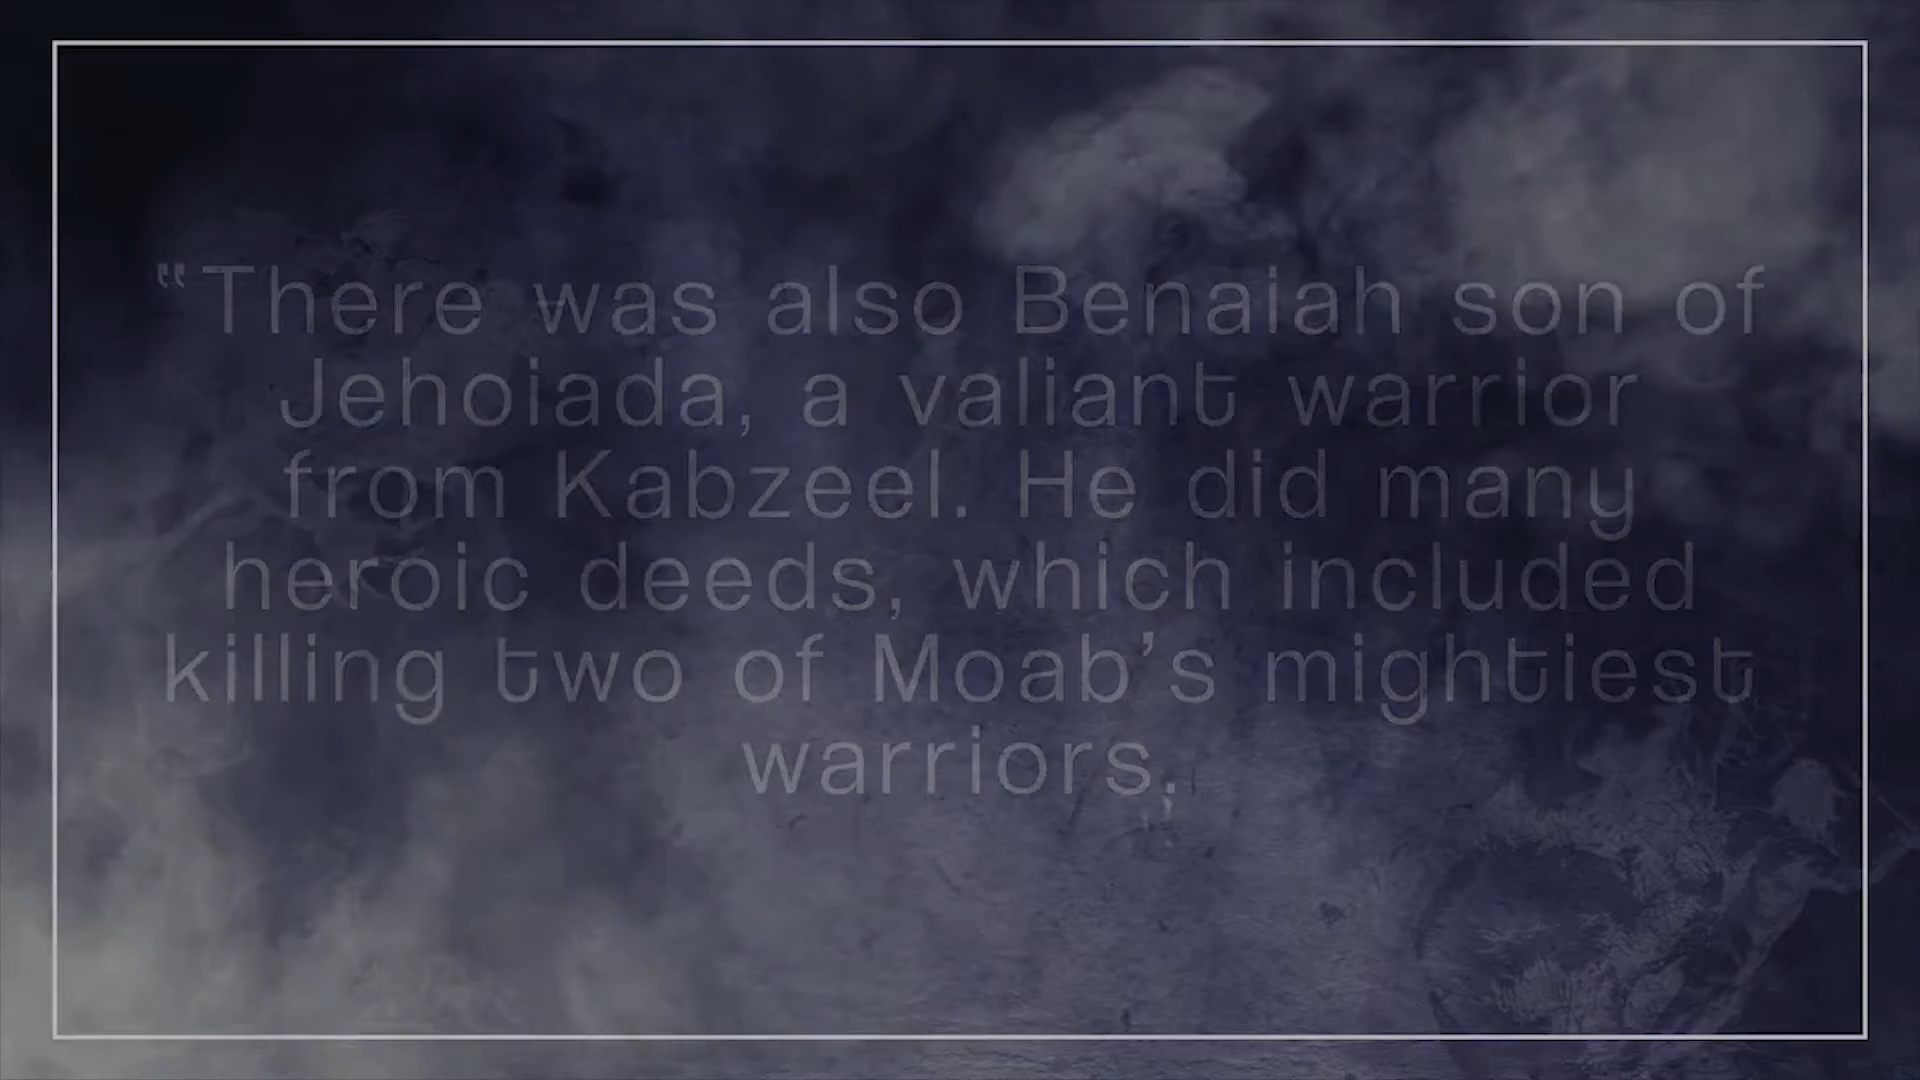 “There was also Benaiah son of
Jehoiada, a valiant warrior
from Kabzeel. He did many
heroic deeds, which included
killing two of Moab’s mightiest
warriors.